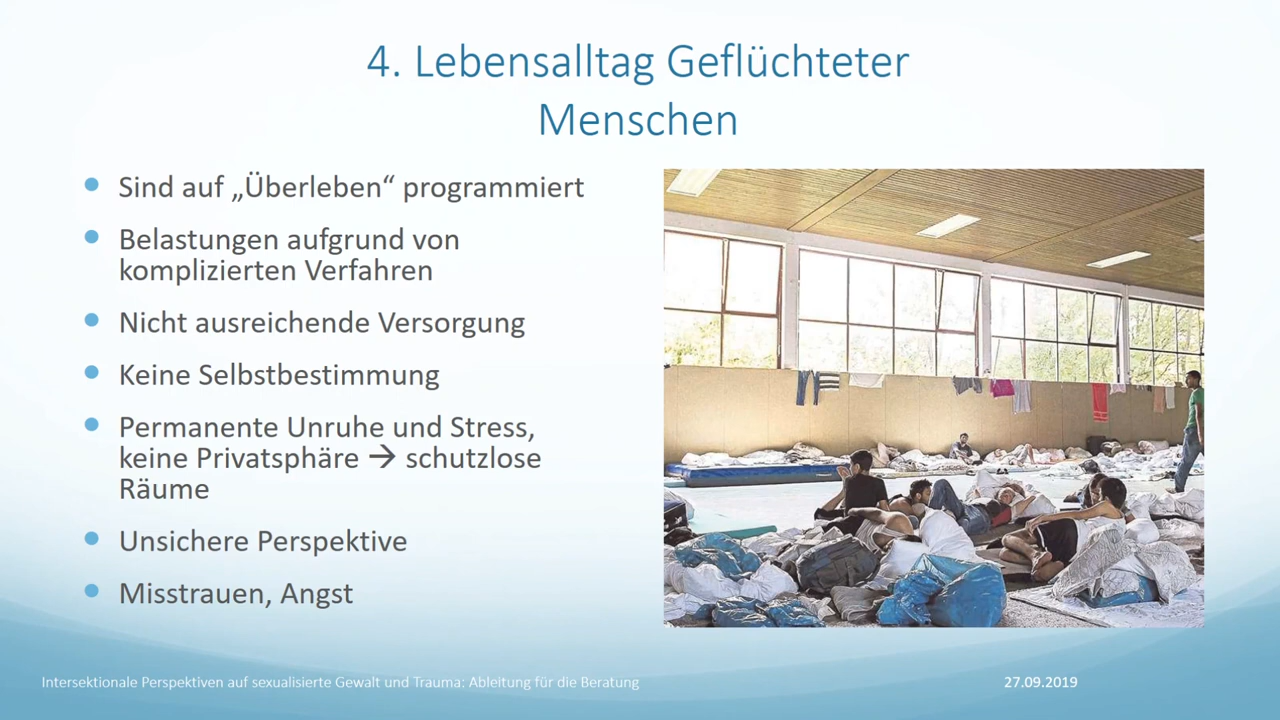 4. Lebensalltag Geflüchteter
Menschen
Sind auf „Überleben“ programmiert
Belastungen aufgrund von
komplizierten Verfahren
Nicht ausreichende Versorgung
Keine Selbstbestimmung
Permanente Unruhe und Stress,
keine Privatsphäre → schutzlose
Räume
Unsichere Perspektive
Misstrauen, Angst
Intersektionale Perspektiven auf sexualisierte Gewalt und Trauma: Ableitung für die Beratung
27.09.2019